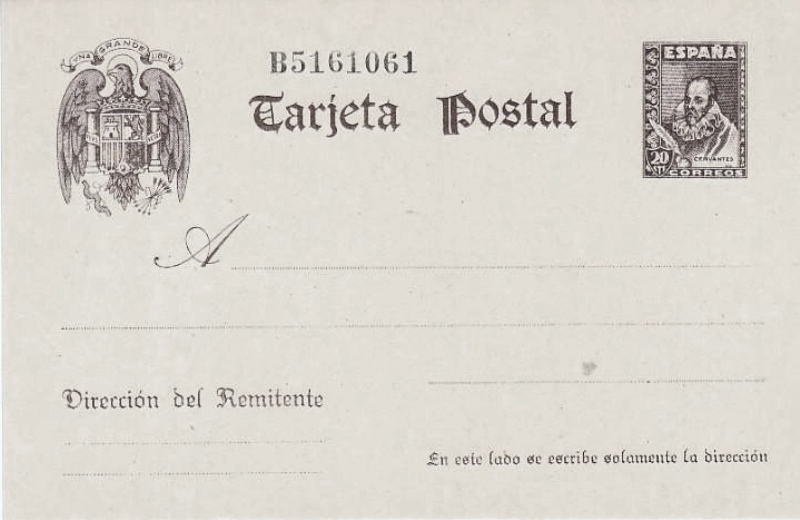 UNA GRANDE LIBRE
B5161061
Tarjeta Postal
ESPAÑA
CERVANTES
20 CTS
CORREOS
A
Dirección del Remitente
En este lado se escribe solamente la dirección